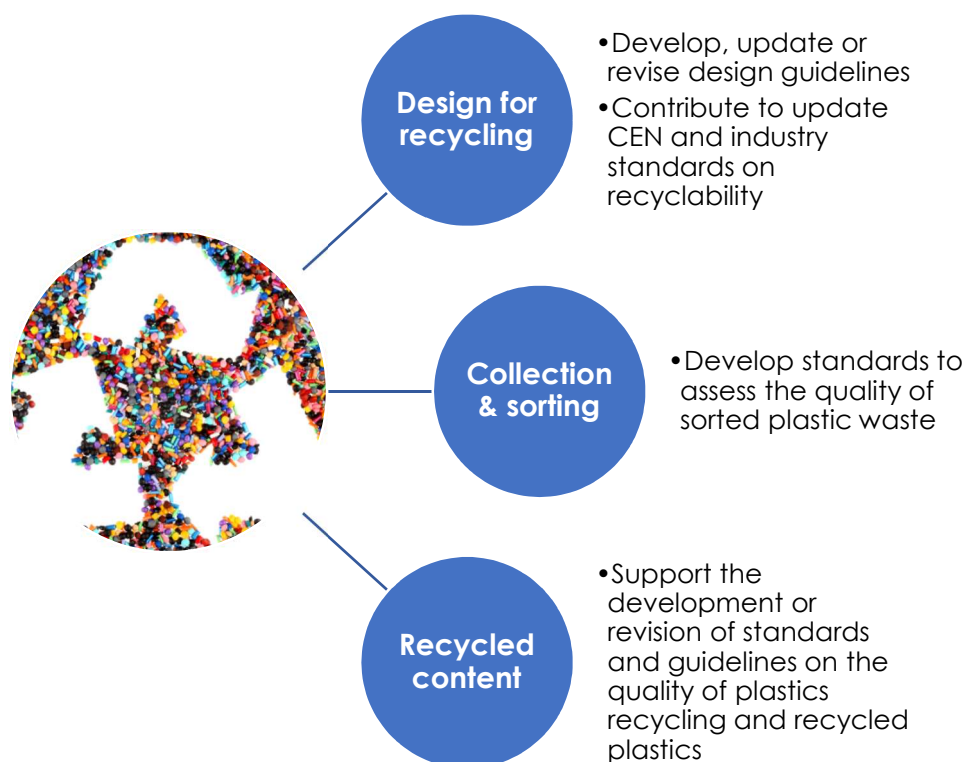 Design for
recycling
•Develop, update or
revise design guidelines
•Contribute to update
CEN and industry
standards on
recyclability
Collection
& sorting
•Develop standards to
assess the quality of
sorted plastic waste
Recycled
content
•Support the
development or
revision of standards
and guidelines on the
quality of plastics
recycling and recycled
plastics